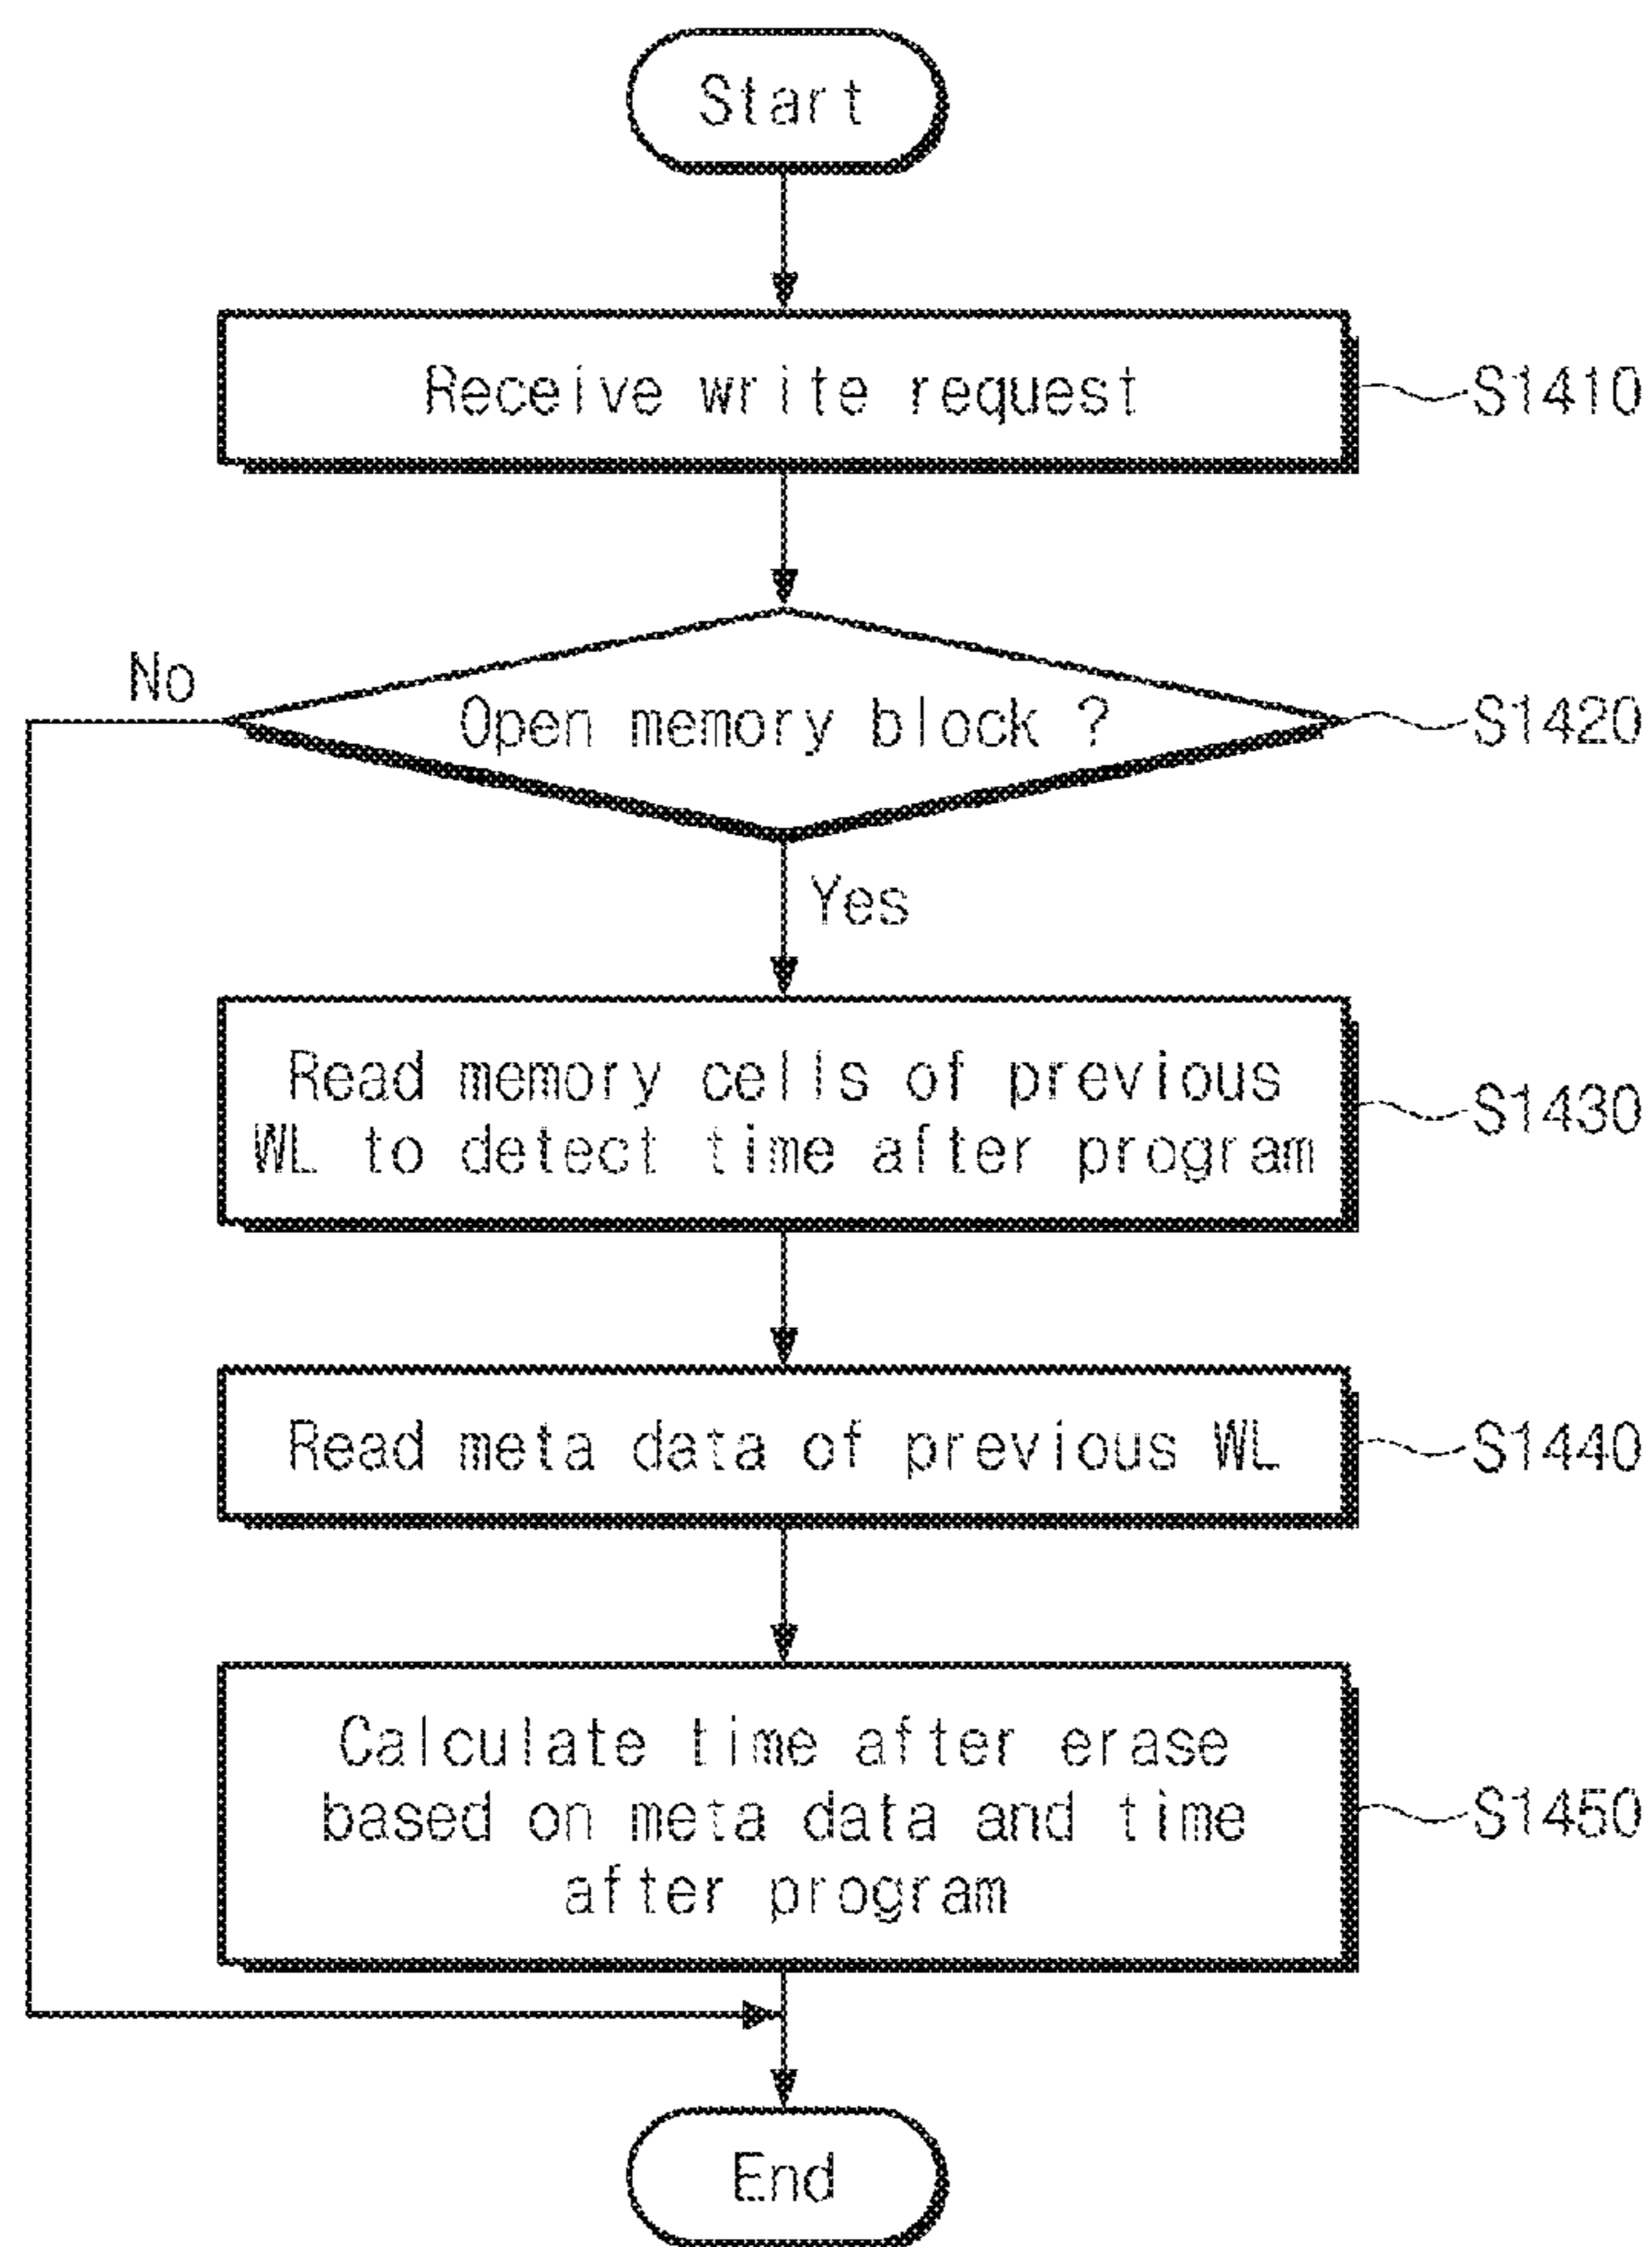 Start
Receive write request
S1410
No
Open memory block ?
S1420
Yes
Read memory cells of previous
WL to detect time after program
S1430
Read meta data of previous WL
S1440
Calculate time after erase
based on meta data and time
after program
S1450
End